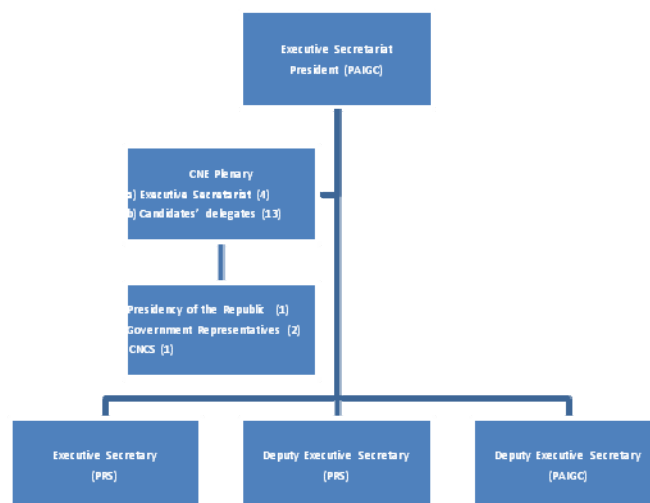 Executive Secretariat
President (PAIGC)
CNE Plenary
a) Executive Secretariat (4)
b) Candidates' delegates (13)
Presidency of the Republic (1)
Government Representatives (2)
CNCS (1)
Executive Secretary
(PRS)
Deputy Executive Secretary
(PRS)
Deputy Executive Secretary
(PAIGC)